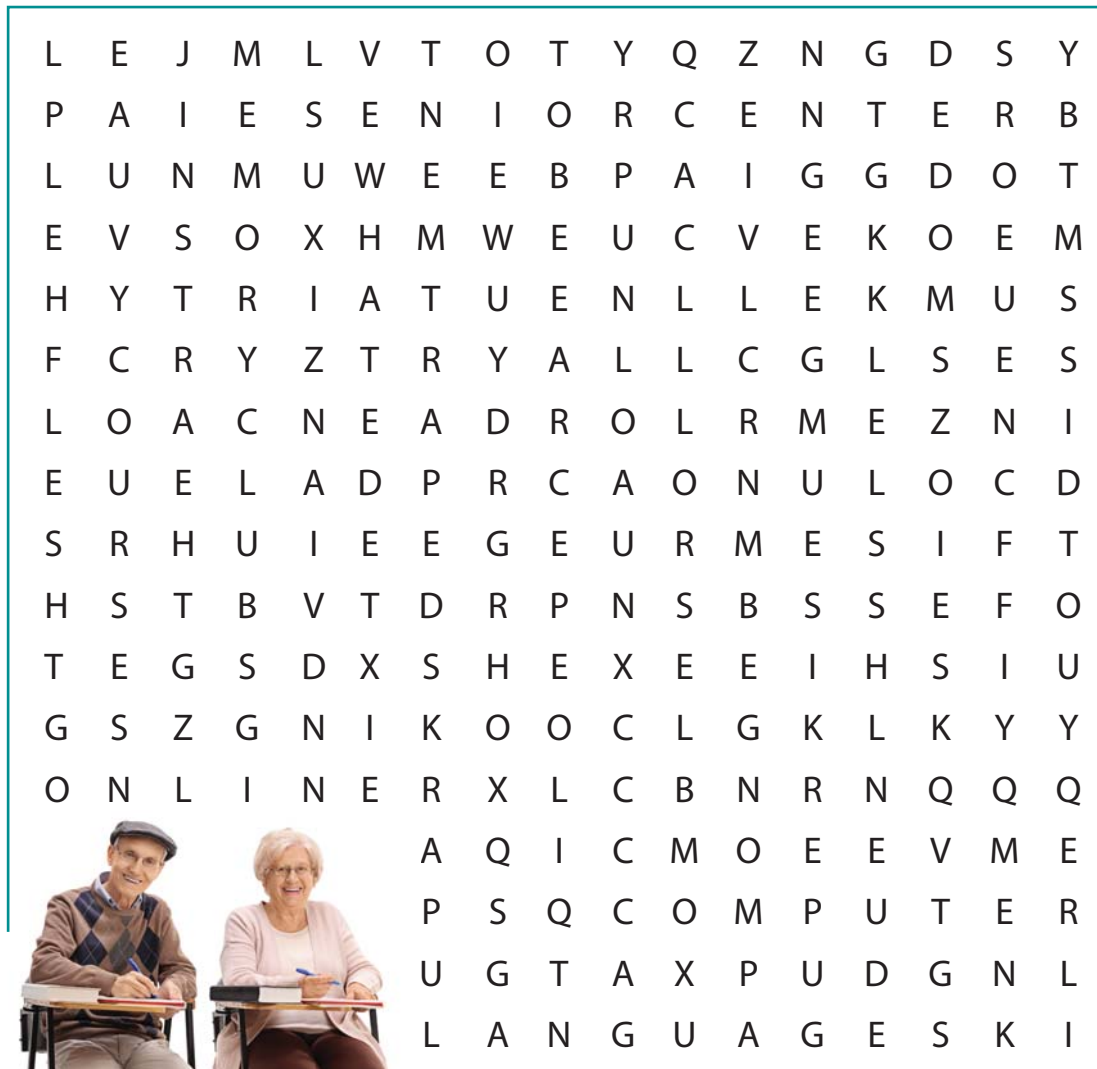 L E J M L V T O T Y Q Z N G D S Y
P A I E S E N I O R C E N T E R B
L U N M U W E E B P A I G G D O T
E V S O X H M W E U C V E K O E M
H Y T R I A T U E N L L E K M U S
F C R Y Z T R Y A L L C G L S E S
L O A C N E A D R O L R M E Z N I
E U E L A D P R C A O N U L O C D
S R H U I E E G E U R M E S I F T
H S T B V T D R P N S B S S E F O
T E G S D X S H E X E E I H S I U
G S Z G N I K O O C L G K L K Y Y
O N L I N E R X L C B N R N Q Q Q
A Q I C M O E E V M E
P S Q C O M P U T E R
U G T A X P U D G N L
L A N G U A G E S K I